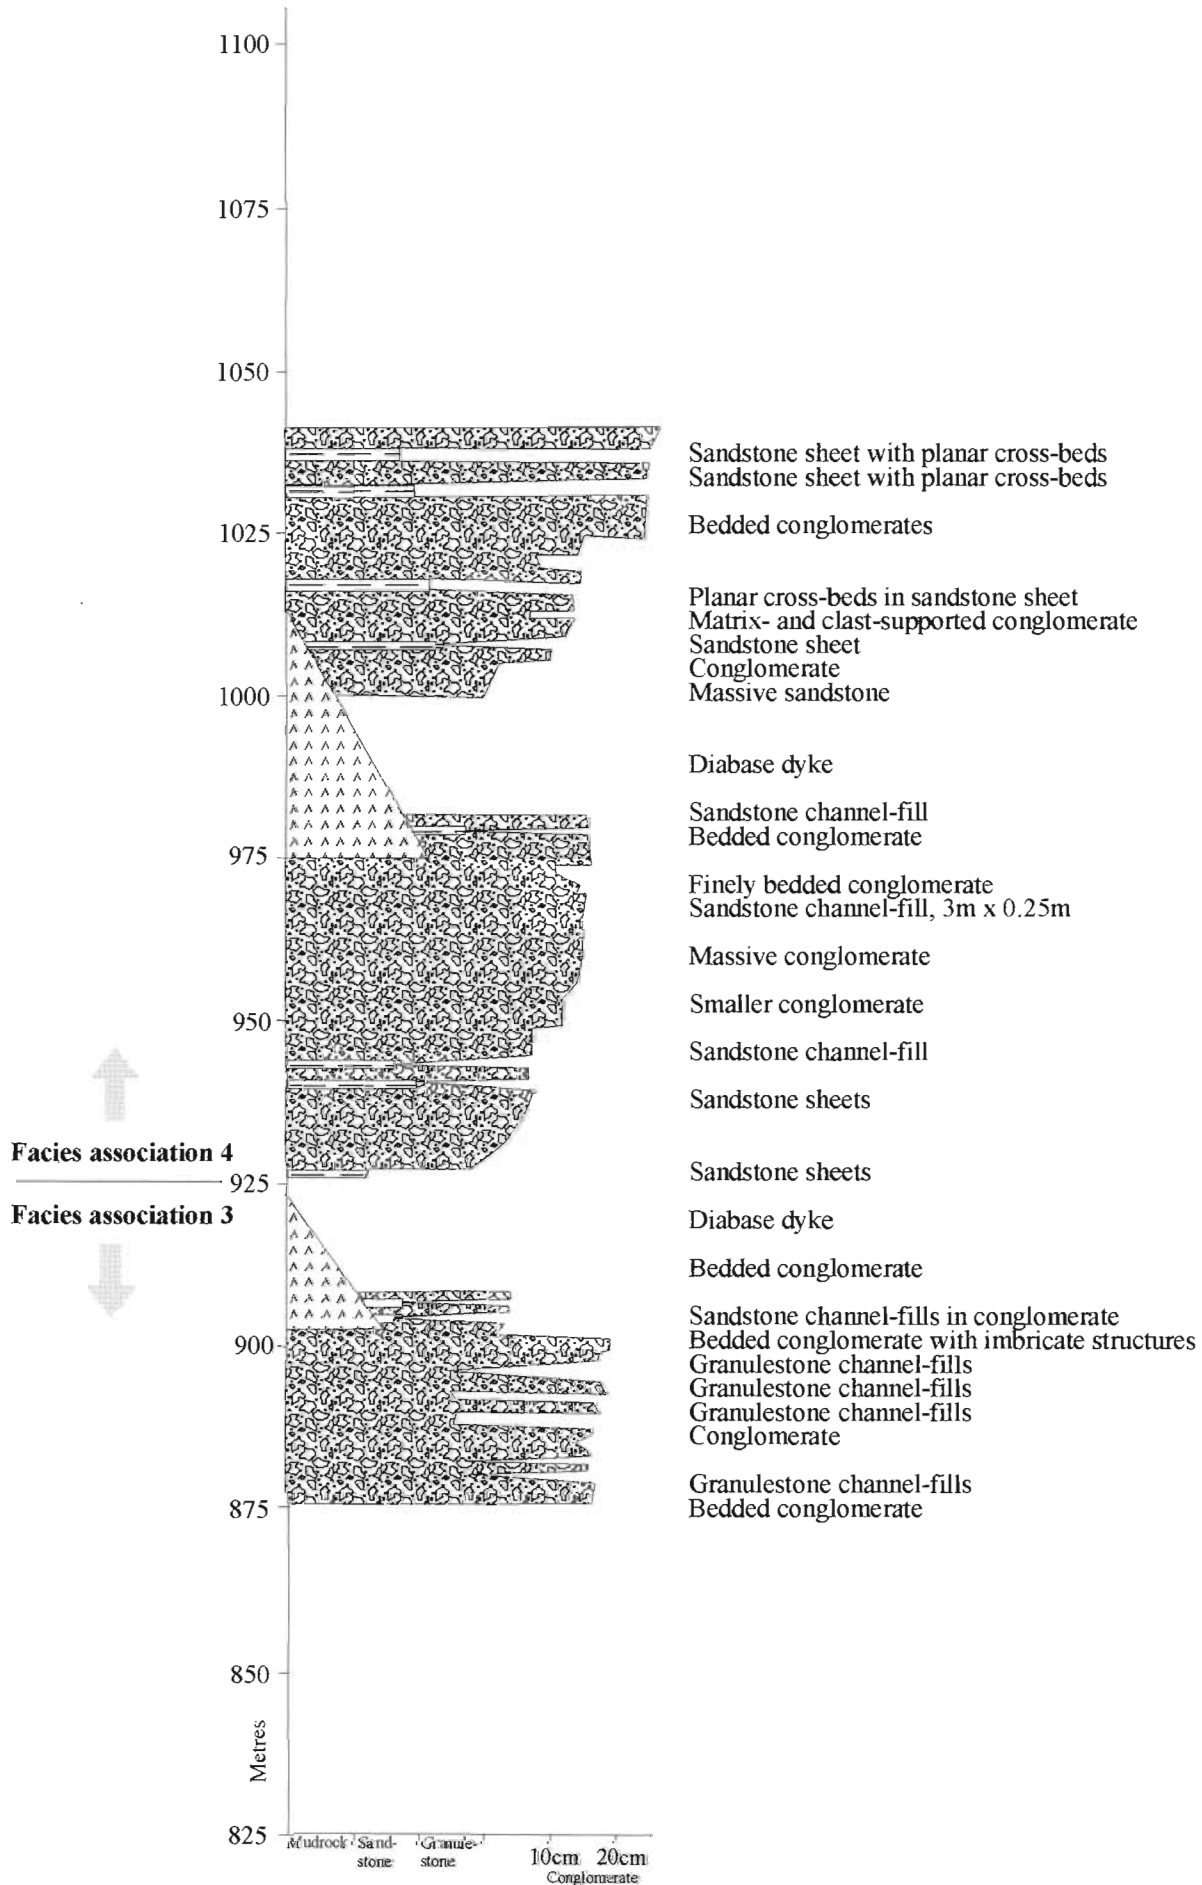 1100
1075
1050
Sandstone sheet with planar cross-beds
Sandstone sheet with planar cross-beds
1025
Bedded conglomerates
Planar cross-beds in sandstone sheet
Matrix- and clast-supported conglomerate
Sandstone sheet
Conglomerate
1000
Massive sandstone
Diabase dyke
Sandstone channel-fill
Bedded conglomerate
975
Finely bedded conglomerate
Sandstone channel-fill, 3m x 0.25m
Massive conglomerate
Smaller conglomerate
950
Sandstone channel-fill
Sandstone sheets
Facies association 4
Sandstone sheets
925
Facies association 3
Diabase dyke
Bedded conglomerate
Sandstone channel-fills in conglomerate
900
Bedded conglomerate with imbricate structures
Granulestone channel-fills
Granulestone channel-fills
Granulestone channel-fills
Conglomerate
Granulestone channel-fills
875
Bedded conglomerate
850
Metres
825
Mudrock Sand- Granule-
stone stone 10cm 20cm
Conglomerate